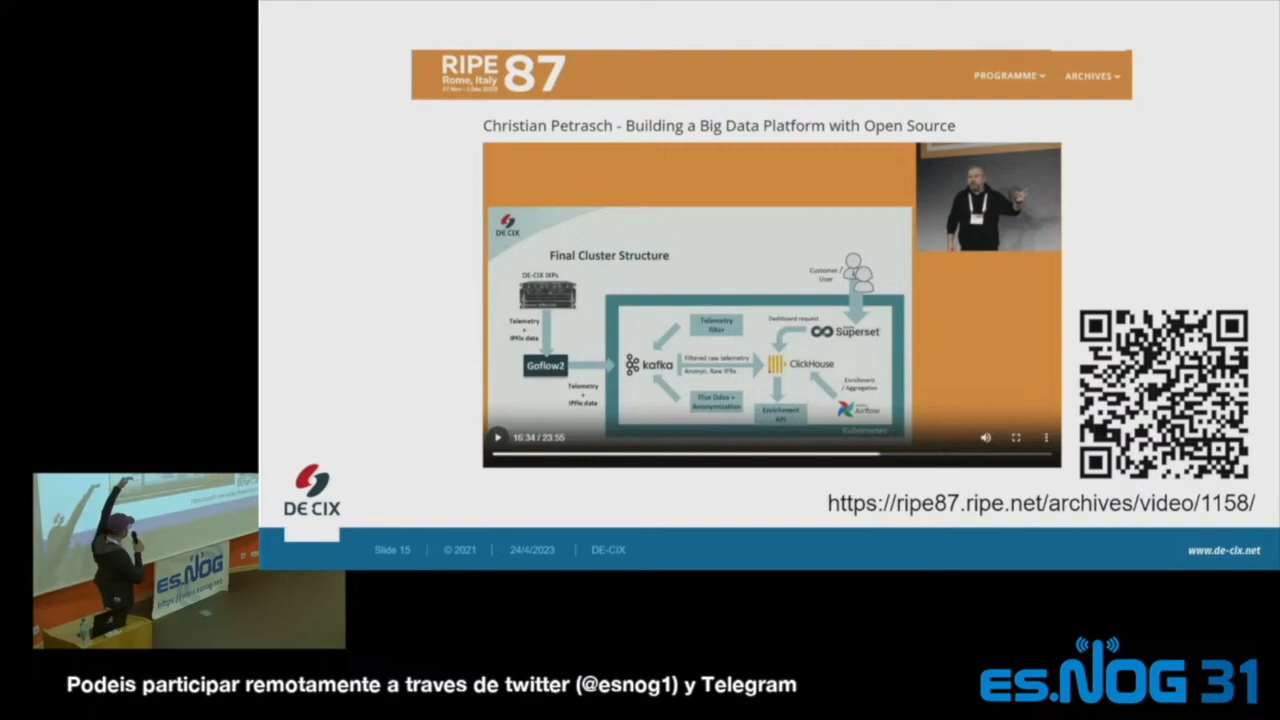 RIPE 87
Rome, Italy
27 Nov - 1 Dec 2023
PROGRAMME
ARCHIVES
Christian Petrasch - Building a Big Data Platform with Open Source
DE CIX
Final Cluster Structure
DE-CIX IXPs
Customer /
User
Telemetry
+
IPFix data
Telemetry
filter
Dashboard request
Superset
Goflow2
kafka
Filtered raw telemetry
Anonyn. Raw IPfix
ClickHouse
Telemetry
+
IPFix data
Enrichment
/ Aggregation
Anonymization
Enrichment
API
Airflow
Kubernetes
16:34 / 23:55
https://ripe87.ripe.net/archives/video/1158/
DE CIX
Slide 15
© 2021
24/4/2023
DE-CIX
www.de-cix.net
es.NOG
Podeis participar remotamente a traves de twitter (@esnog1) y Telegram
es.NOG 31